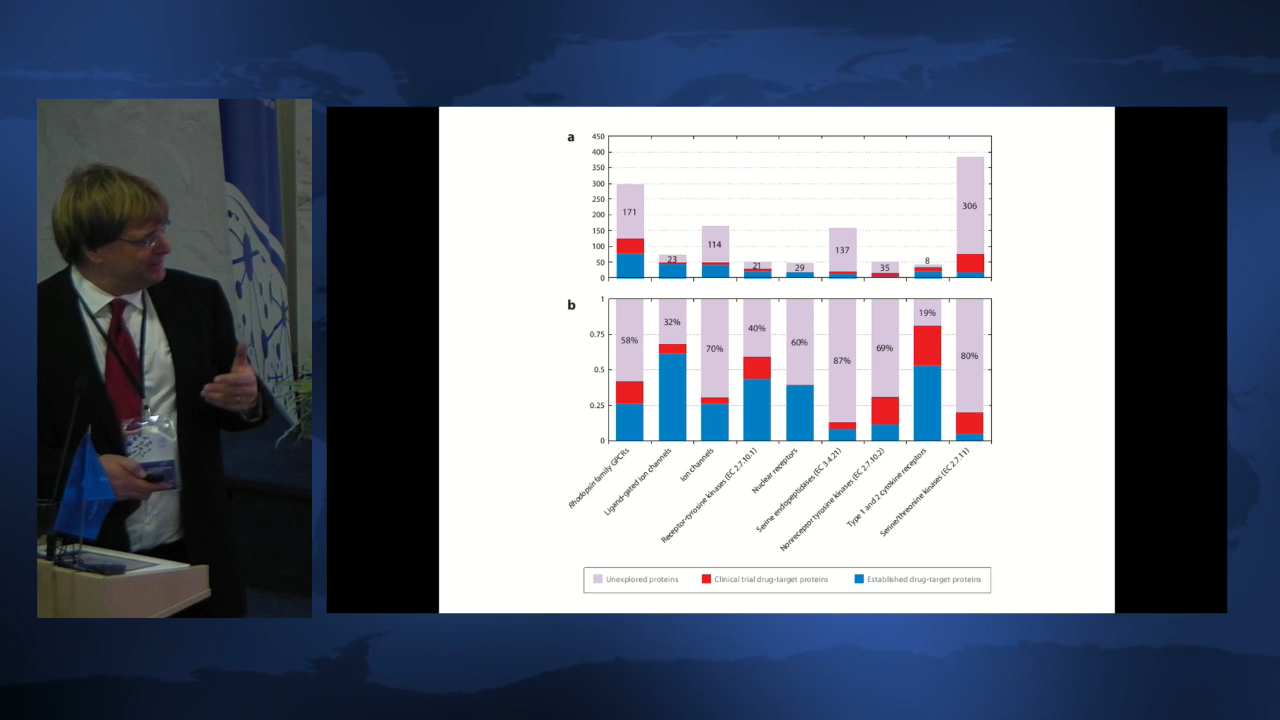 a
450
400
350
300
250
200
150
100
50
0
171
23
114
21
29
137
35
8
306
b
1
0.75
0.5
0.25
0
58%
32%
70%
40%
60%
87%
69%
19%
80%
Rhodopsin family GPCRs
Ligand-gated ion channels
Ion channels
Receptor-tyrosine kinases (EC 2.7.10.1)
Nuclear receptors
Serine endopeptidases (EC 3.4.21)
Nonreceptor tyrosine kinases (EC 2.7.10.2)
Type 1 and 2 cytokine receptors
Serine/threonine kinases (EC 2.7.11)
Unexplored proteins
Clinical trial drug-target proteins
Established drug-target proteins